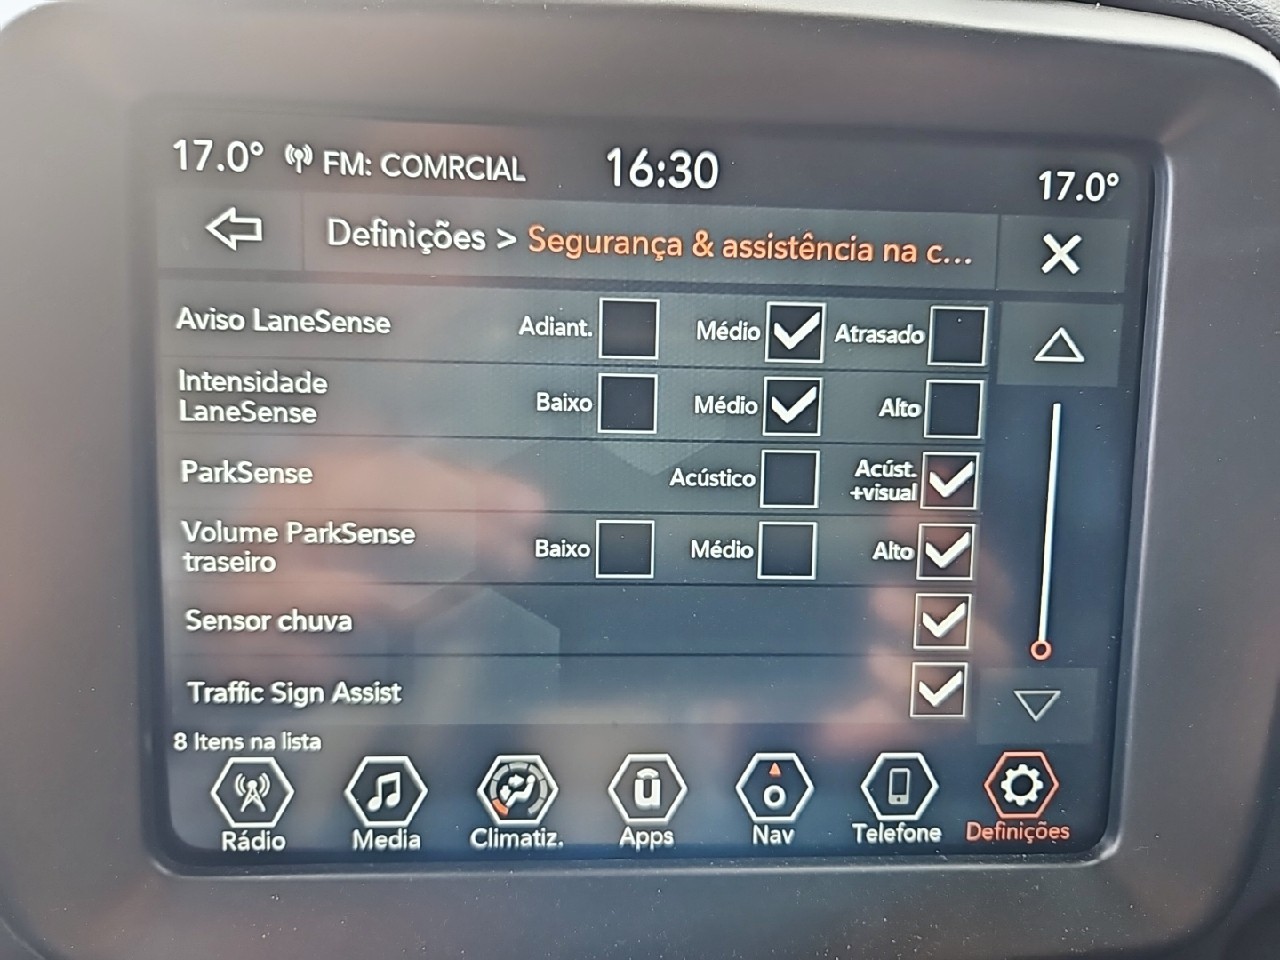 17.0° FM: COMRCIAL 16:30 17.0°
Definições > Segurança & assistência na c...
Aviso LaneSense Adiant. Médio Atrasado
Intensidade
LaneSense Baixo Médio Alto
ParkSense Acústico Acúst.
+visual
Volume ParkSense
traseiro Baixo Médio Alto
Sensor chuva
Traffic Sign Assist
8 Itens na lista
Rádio Media Climatiz. Apps Nav Telefone Definições